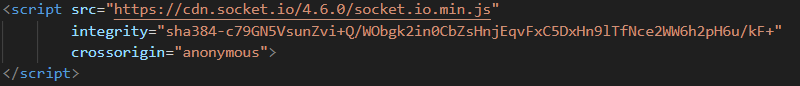 <script src="https://cdn.socket.io/4.6.0/socket.io.min.js"
integrity="sha384-c79GN5VsunZvi+Q/WObgk2in0CbZsHnjEqvFxC5DxHn9lTfNce2WW6h2pH6u/kF+"
crossorigin="anonymous">
</script>